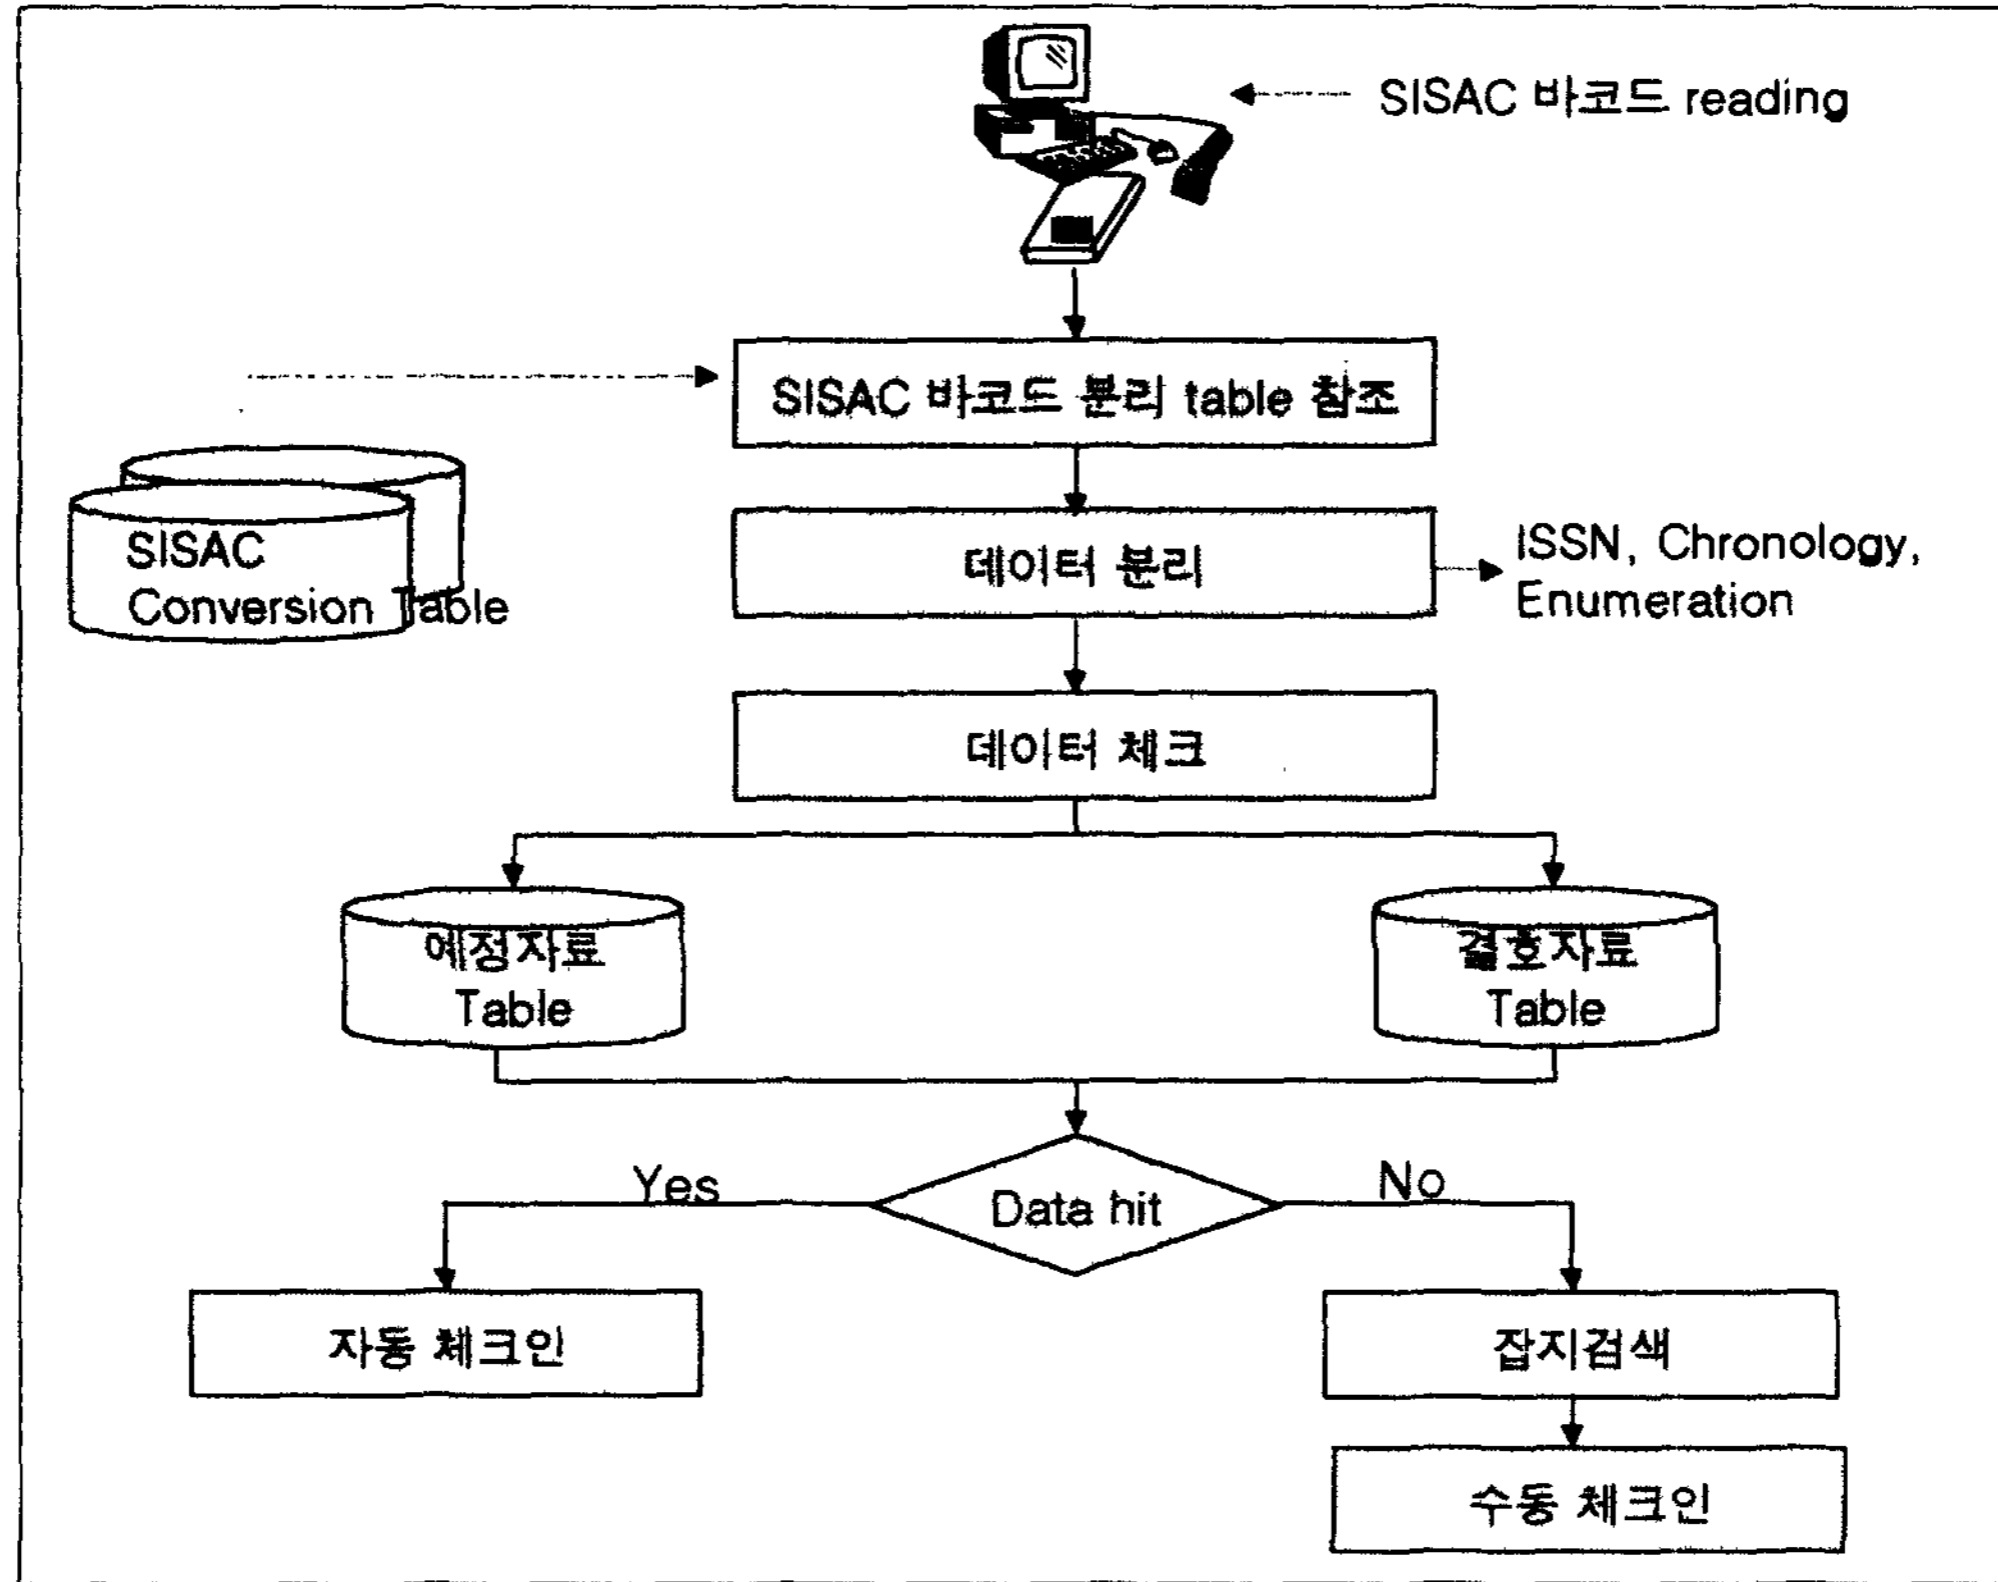 SISAC 바코드 reading
SISAC 바코드 분리 table 참조
SISAC
Conversion Table
데이터 분리
ISSN, Chronology,
Enumeration
데이터 체크
예정자료
Table
결호자료
Table
Data hit
Yes
No
자동 체크인
잡지검색
수동 체크인